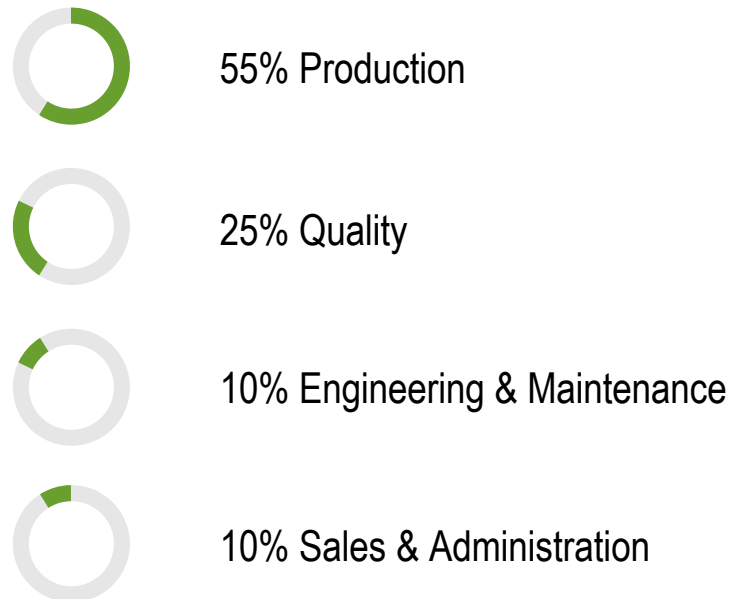 55% Production
25% Quality
10% Engineering & Maintenance
10% Sales & Administration